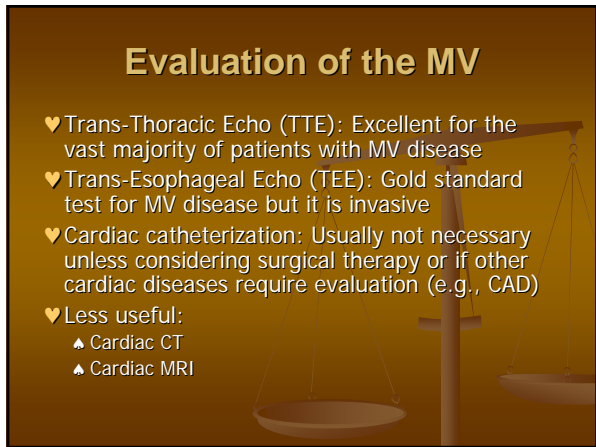 Evaluation of the MV
♥Trans-Thoracic Echo (TTE): Excellent for the
vast majority of patients with MV disease
♥Trans-Esophageal Echo (TEE): Gold standard
test for MV disease but it is invasive
♥Cardiac catheterization: Usually not necessary
unless considering surgical therapy or if other
cardiac diseases require evaluation (e.g., CAD)
♥Less useful:
♠ Cardiac CT
♠ Cardiac MRI